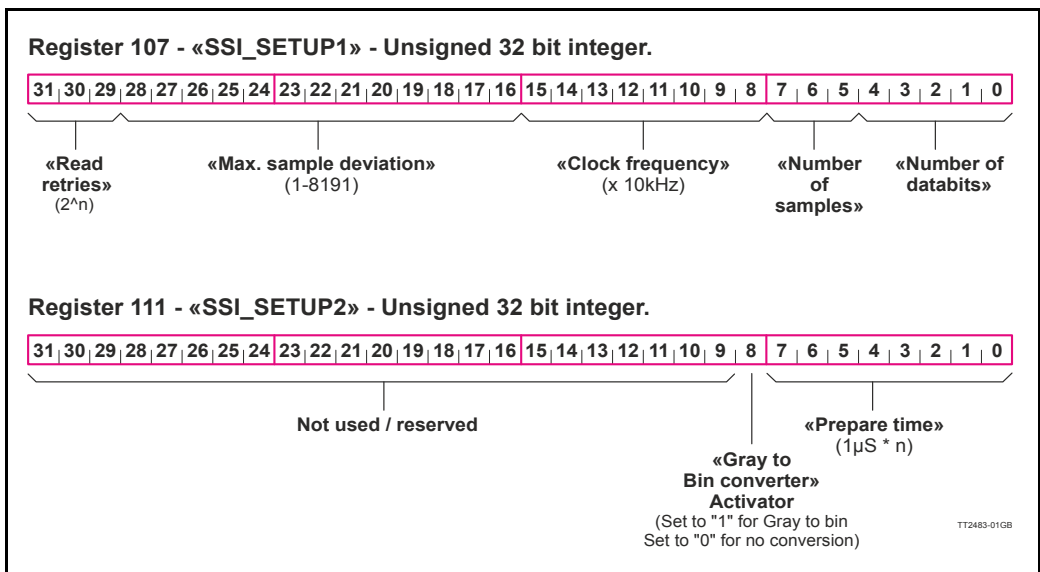 Register 107 - «SSI_SETUP1» - Unsigned 32 bit integer.
31 30 29 28 27 26 25 24 23 22 21 20 19 18 17 16 15 14 13 12 11 10 9 8 7 6 5 4 3 2 1 0
«Read «Max. sample deviation» «Clock frequency» «Number «Number of
retries» (1-8191) (x 10kHz) of databits»
(2^n) samples»
Register 111 - «SSI_SETUP2» - Unsigned 32 bit integer.
31 30 29 28 27 26 25 24 23 22 21 20 19 18 17 16 15 14 13 12 11 10 9 8 7 6 5 4 3 2 1 0
Not used / reserved «Prepare time»
(1µS * n)
«Gray to
Bin converter»
Activator
(Set to "1" for Gray to bin
Set to "0" for no conversion)
TT2483-01GB